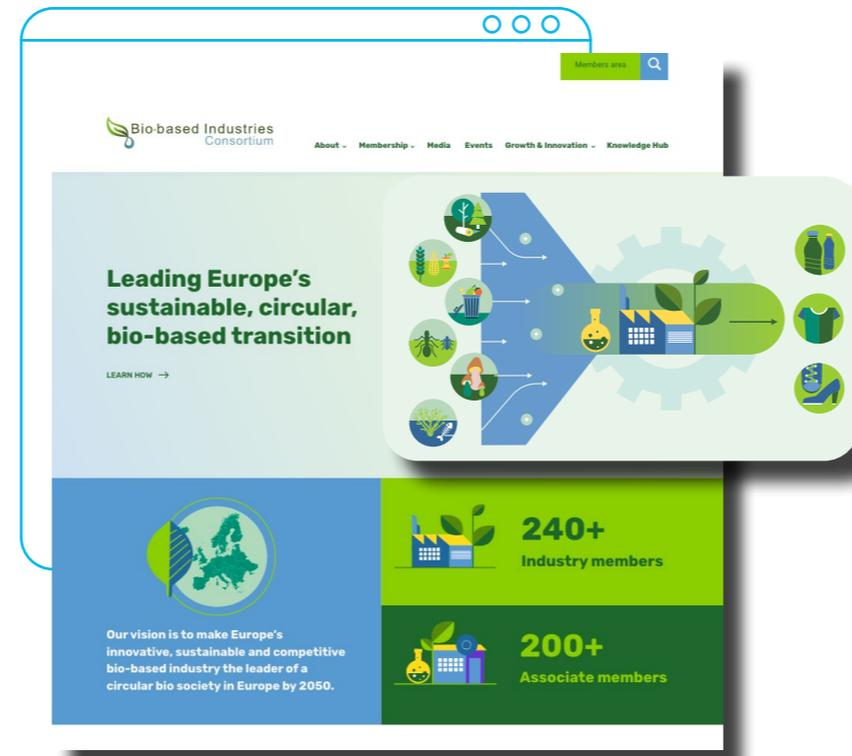 Members area
Bio-based Industries
Consortium
About Membership Media Events Growth & Innovation Knowledge Hub
Leading Europe's
sustainable, circular,
bio-based transition
LEARN HOW
240+
Industry members
Our vision is to make Europe's
innovative, sustainable and competitive
bio-based industry the leader of a
circular bio society in Europe by 2050.
200+
Associate members